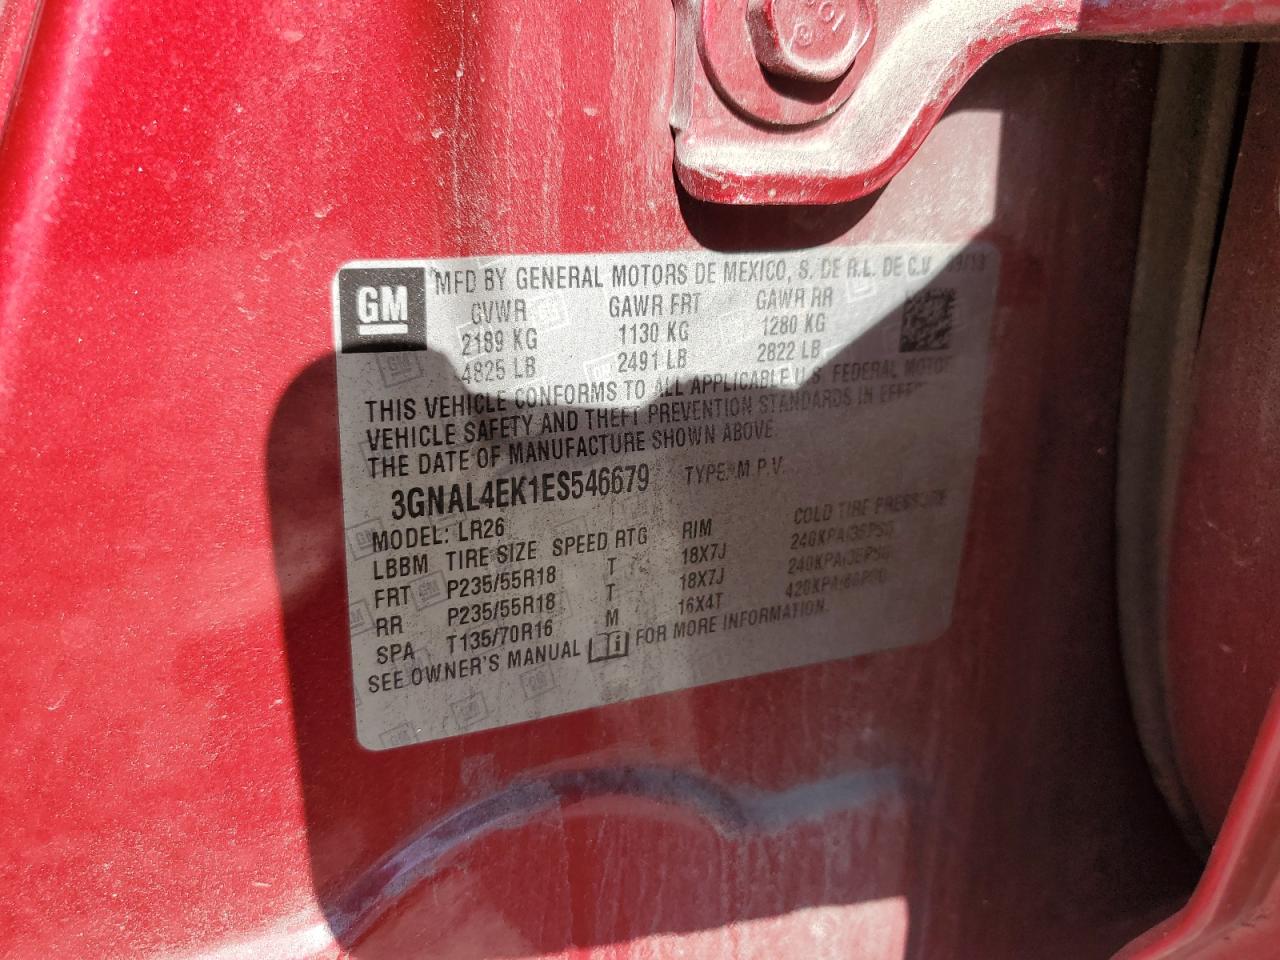 GM
MFD BY GENERAL MOTORS DE MEXICO, S. DE R.L. DE C.V
GVWR GAWR FRT GAWR RR
2189 KG 1130 KG 1280 KG
4825 LB 2491 LB 2822 LB
THIS VEHICLE CONFORMS TO ALL APPLICABLE U.S. FEDERAL MOTOR
VEHICLE SAFETY AND THEFT PREVENTION STANDARDS IN EFFECT
THE DATE OF MANUFACTURE SHOWN ABOVE.
3GNAL4EK1ES546679 TYPE: M.P.V.
MODEL: LR26
LBBM TIRE SIZE SPEED RTG RIM COLD TIRE PRESSURE
FRT P235/55R18 T 18X7J 240KPA/35PSI
RR P235/55R18 T 18X7J 240KPA/35PSI
SPA T135/70R16 M 16X4T 420KPA/60PSI
SEE OWNER'S MANUAL FOR MORE INFORMATION.